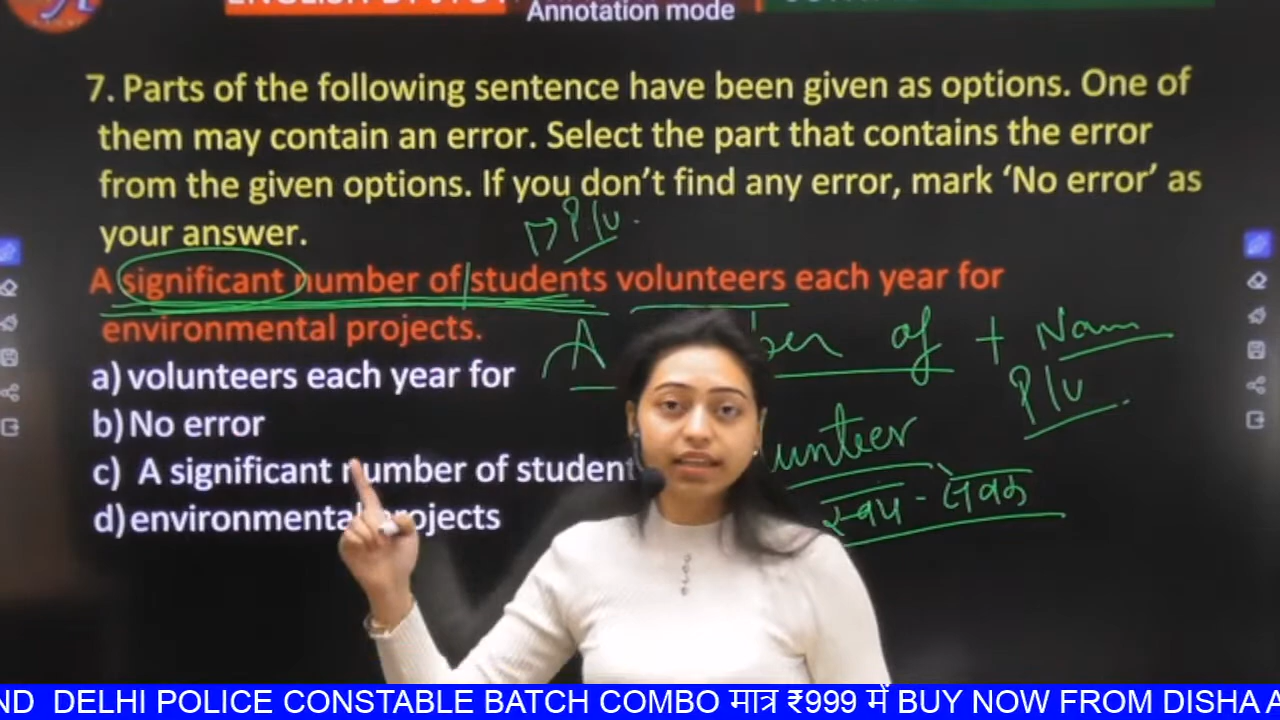 Annotation mode
7. Parts of the following sentence have been given as options. One of
them may contain an error. Select the part that contains the error
from the given options. If you don't find any error, mark 'No error' as
your answer.
Plu.
A significant number of students volunteers each year for
environmental projects.
A ber of + Noun
Plu
a) volunteers each year for
b) No error
unteer
c) A significant number of student
स्वयं - सेवक
d) environmental projects
ND DELHI POLICE CONSTABLE BATCH COMBO मात्र ₹999 में BUY NOW FROM DISHA A